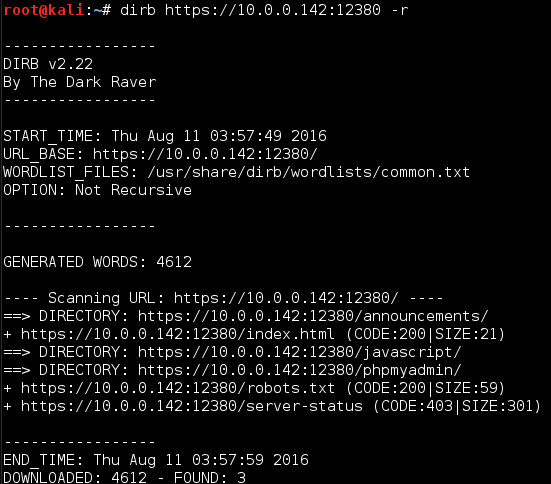 root@kali:~# dirb https://10.0.0.142:12380 -r
-----------------
DIRB v2.22
By The Dark Raver
-----------------
START_TIME: Thu Aug 11 03:57:49 2016
URL_BASE: https://10.0.0.142:12380/
WORDLIST_FILES: /usr/share/dirb/wordlists/common.txt
OPTION: Not Recursive
-----------------
GENERATED WORDS: 4612
---- Scanning URL: https://10.0.0.142:12380/ ----
==> DIRECTORY: https://10.0.0.142:12380/announcements/
+ https://10.0.0.142:12380/index.html (CODE:200|SIZE:21)
==> DIRECTORY: https://10.0.0.142:12380/javascript/
==> DIRECTORY: https://10.0.0.142:12380/phpmyadmin/
+ https://10.0.0.142:12380/robots.txt (CODE:200|SIZE:59)
+ https://10.0.0.142:12380/server-status (CODE:403|SIZE:301)
-----------------
END_TIME: Thu Aug 11 03:57:59 2016
DOWNLOADED: 4612 - FOUND: 3